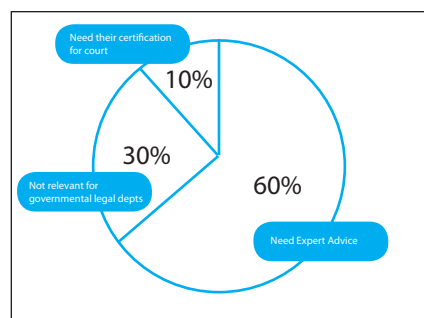 Need their certification
for court
10%
30%
Not relevant for
governmental legal depts
60%
Need Expert Advice